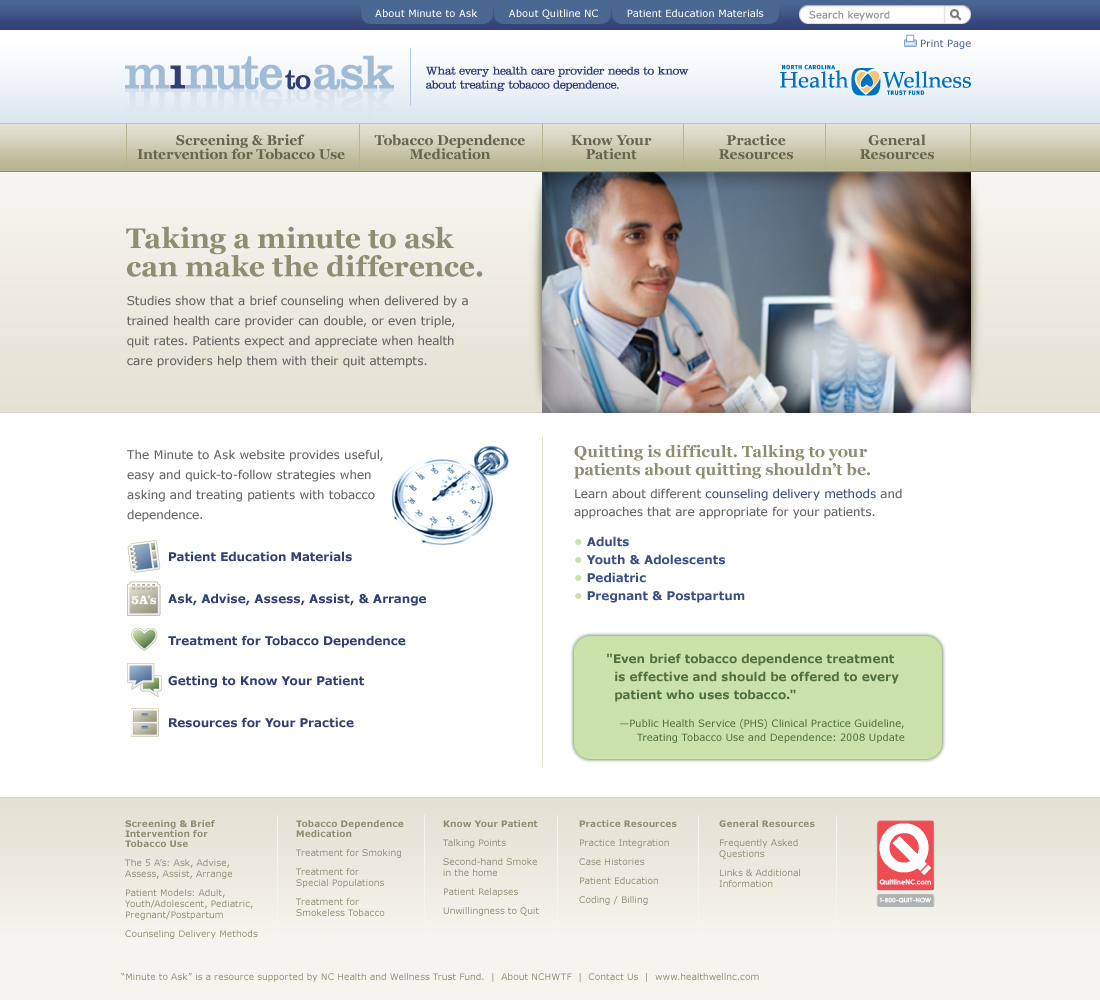 About Minute to Ask
About Quitline NC
Patient Education Materials
Search keyword
Print Page
minute to ask
What every health care provider needs to know
about treating tobacco dependence.
NORTH CAROLINA
Health Wellness
TRUST FUND
Screening & Brief
Intervention for Tobacco Use
Tobacco Dependence
Medication
Know Your
Patient
Practice
Resources
General
Resources
Taking a minute to ask
can make the difference.
Studies show that a brief counseling when delivered by a
trained health care provider can double, or even triple,
quit rates. Patients expect and appreciate when health
care providers help them with their quit attempts.
The Minute to Ask website provides useful,
easy and quick-to-follow strategies when
asking and treating patients with tobacco
dependence.
Patient Education Materials
5A's
Ask, Advise, Assess, Assist, & Arrange
Treatment for Tobacco Dependence
Getting to Know Your Patient
Resources for Your Practice
Quitting is difficult. Talking to your
patients about quitting shouldn't be.
Learn about different counseling delivery methods and
approaches that are appropriate for your patients.
Adults
Youth & Adolescents
Pediatric
Pregnant & Postpartum
"Even brief tobacco dependence treatment
is effective and should be offered to every
patient who uses tobacco."
—Public Health Service (PHS) Clinical Practice Guideline,
Treating Tobacco Use and Dependence: 2008 Update
Screening & Brief
Intervention for
Tobacco Use
The 5 A's: Ask, Advise,
Assess, Assist, Arrange
Patient Models: Adult,
Youth/Adolescent, Pediatric,
Pregnant/Postpartum
Counseling Delivery Methods
Tobacco Dependence
Medication
Treatment for Smoking
Treatment for
Special Populations
Treatment for
Smokeless Tobacco
Know Your Patient
Talking Points
Second-hand Smoke
in the home
Patient Relapses
Unwillingness to Quit
Practice Resources
Practice Integration
Case Histories
Patient Education
Coding / Billing
General Resources
Frequently Asked
Questions
Links & Additional
Information
QuitlineNC.com
1-800-QUIT-NOW
"Minute to Ask" is a resource supported by NC Health and Wellness Trust Fund. | About NCHWTF | Contact Us | www.healthwellnc.com